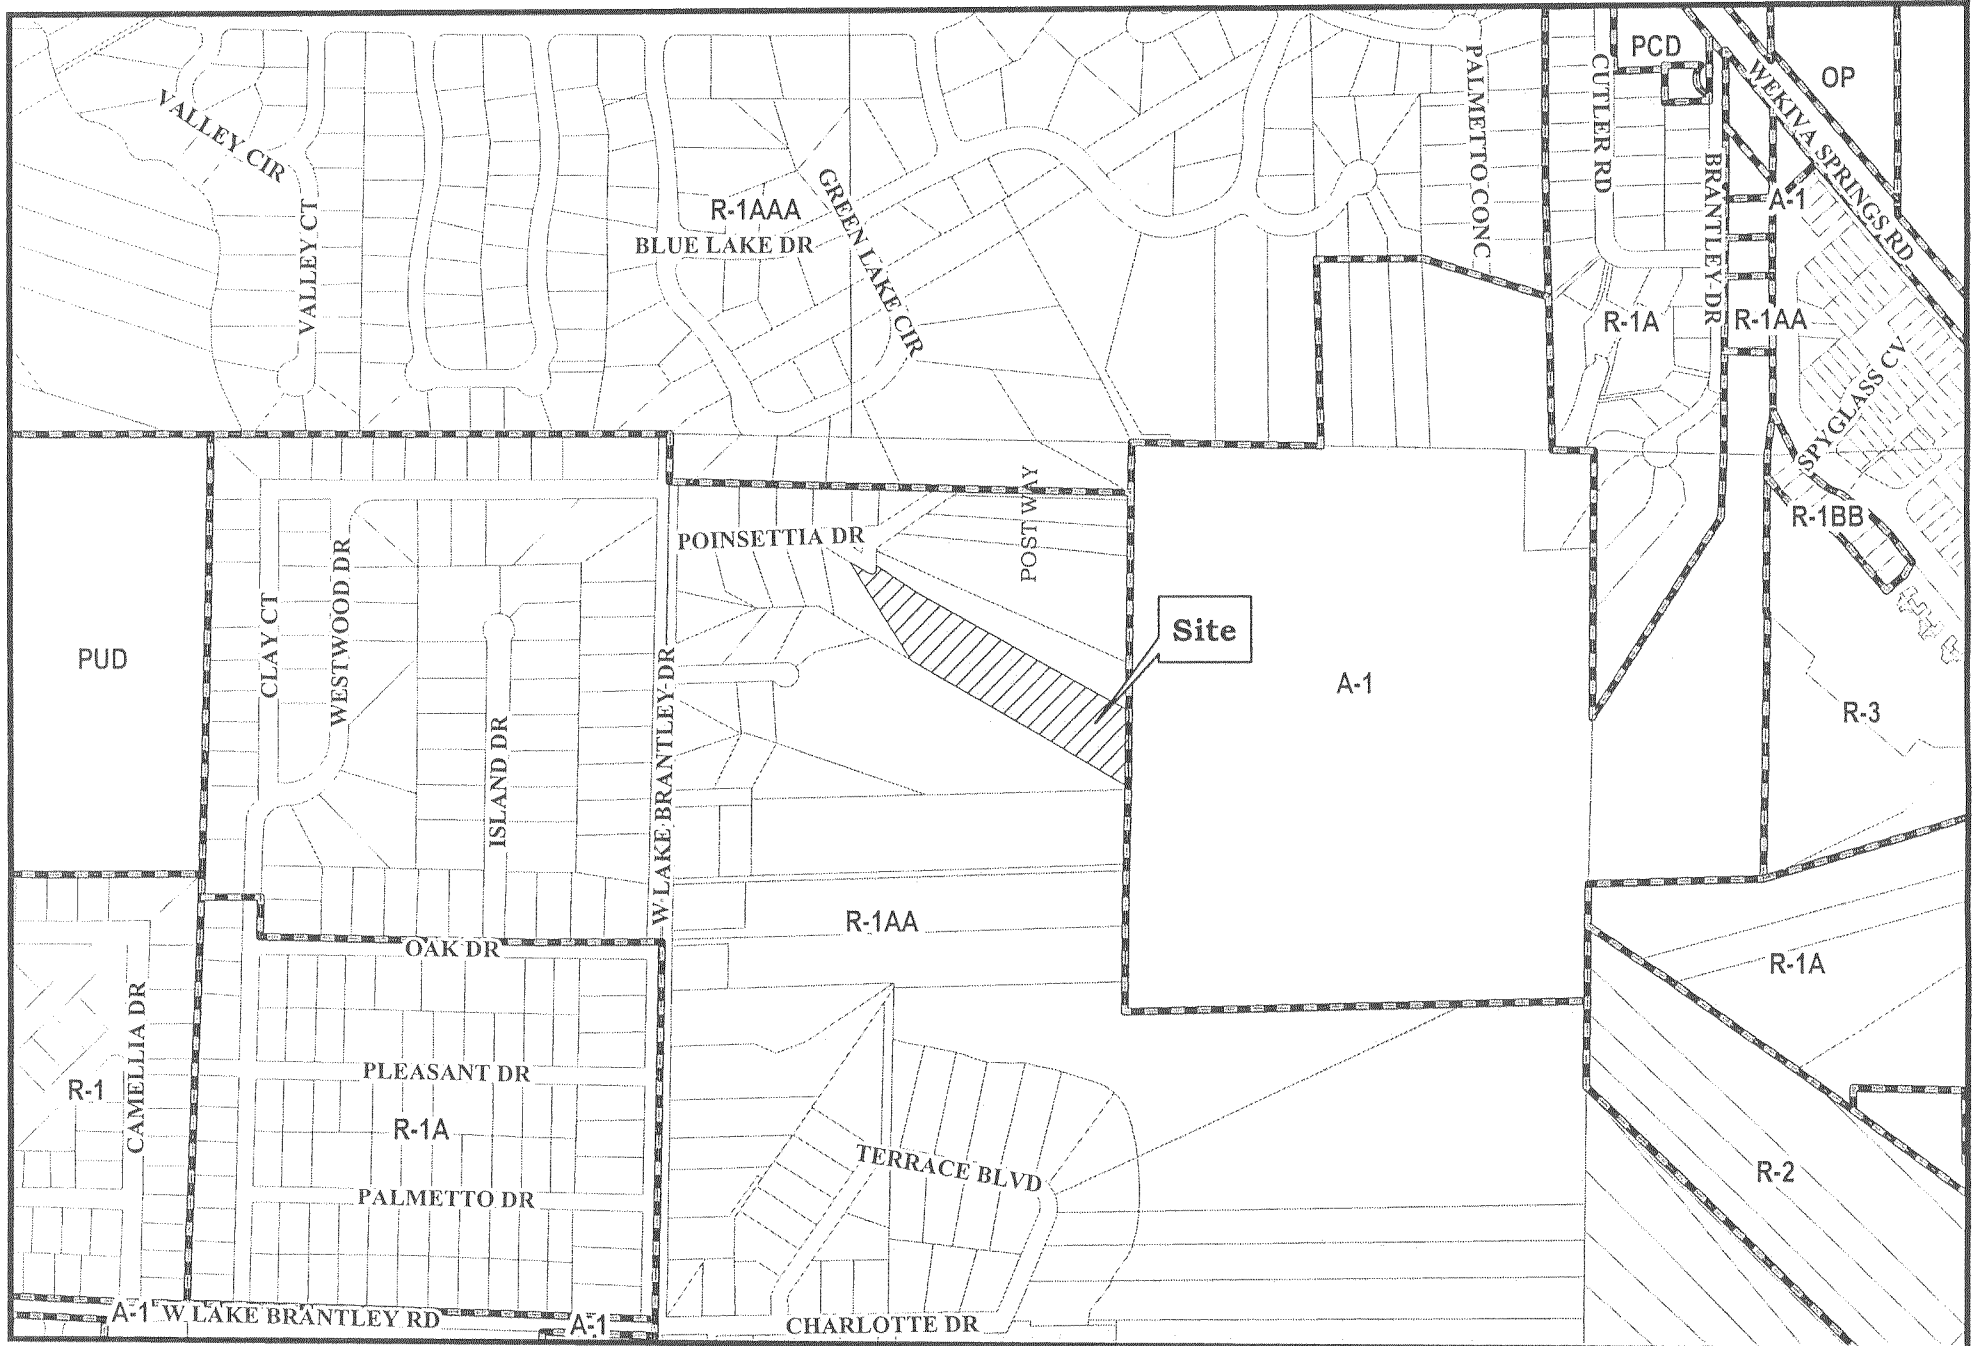 PCD
OP
WEKIVA SPRINGS RD
CUTLER RD
PALMETTO CONC
VALLEY CIR
VALLEY CT
R-1AAA
BLUE LAKE DR
GREEN LAKE CIR
BRANTLEY DR
A-1
R-1A
R-1AA
SPYGLASS CV
R-1BB
POST WAY
POINSETTIA DR
CLAY CT
WESTWOOD DR
ISLAND DR
W LAKE BRANTLEY DR
PUD
Site
A-1
R-3
R-1AA
OAK DR
R-1A
CAMELLIA DR
R-1
PLEASANT DR
R-1A
PALMETTO DR
TERRACE BLVD
R-2
A-1
W LAKE BRANTLEY RD
A-1
CHARLOTTE DR